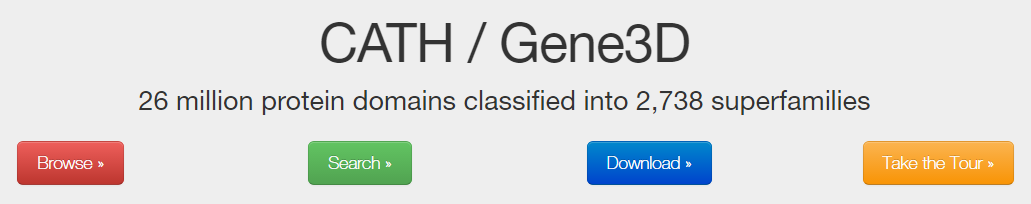 CATH / Gene3D
26 million protein domains classified into 2,738 superfamilies
Browse » Search » Download » Take the Tour »